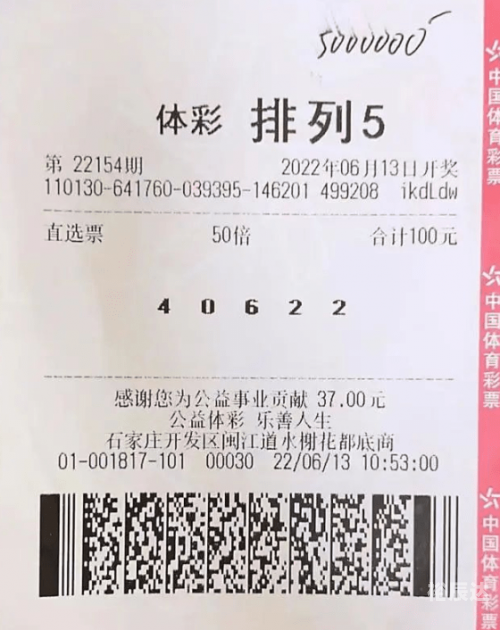 5000000
体彩 排列5
第 22154期 2022年06月13日开奖
110130-641760-039395-146201 499208 ikdLdw
直选票 50倍 合计100元
4 0 6 2 2
感谢您为公益事业贡献 37.00元
公益体彩 乐善人生
石家庄开发区闽江道水榭花都底商
01-001817-101 00030 22/06/13 10:53:00
中国体育彩票
中国体育彩票
中国体育彩票